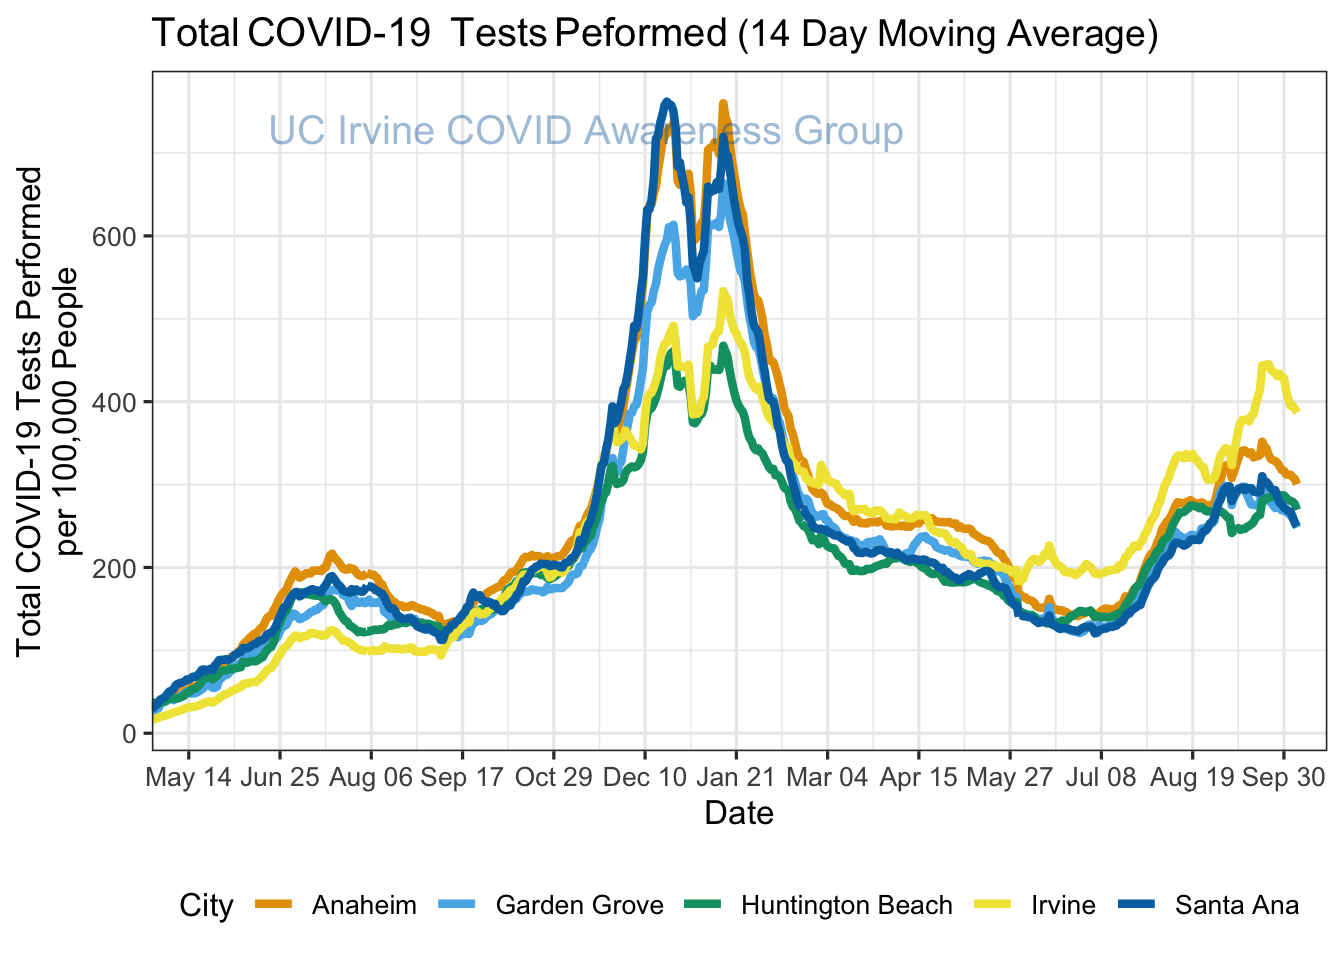 Total COVID-19 Tests Peformed (14 Day Moving Average)
UC Irvine COVID Awareness Group
Total COVID-19 Tests Performed
per 100,000 People
600
400
200
0
May 14 Jun 25 Aug 06 Sep 17 Oct 29 Dec 10 Jan 21 Mar 04 Apr 15 May 27 Jul 08 Aug 19 Sep 30
Date
City Anaheim Garden Grove Huntington Beach Irvine Santa Ana